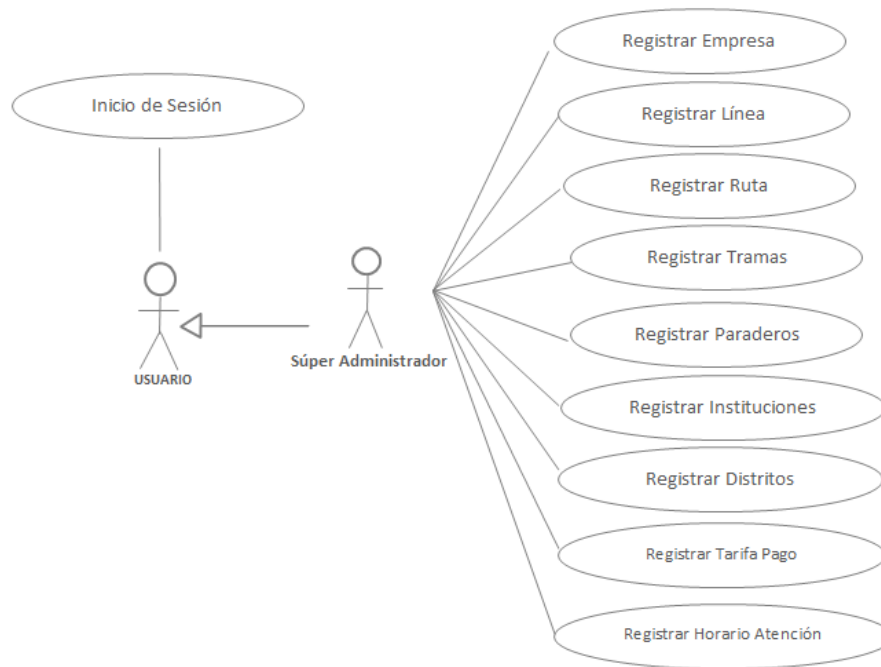 Inicio de Sesión
USUARIO
Súper Administrador
Registrar Empresa
Registrar Línea
Registrar Ruta
Registrar Tramas
Registrar Paraderos
Registrar Instituciones
Registrar Distritos
Registrar Tarifa Pago
Registrar Horario Atención